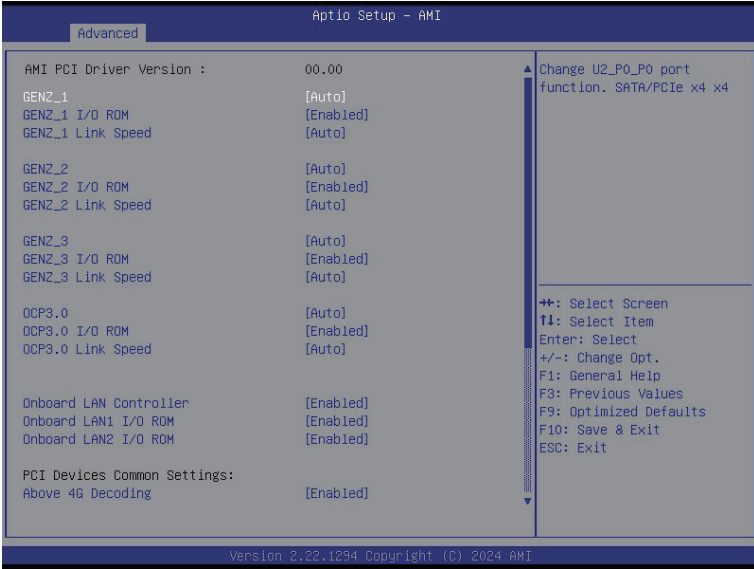 Aptio Setup - AMI
Advanced
AMI PCI Driver Version : 00.00
GENZ_1 [Auto]
GENZ_1 I/O ROM [Enabled]
GENZ_1 Link Speed [Auto]
GENZ_2 [Auto]
GENZ_2 I/O ROM [Enabled]
GENZ_2 Link Speed [Auto]
GENZ_3 [Auto]
GENZ_3 I/O ROM [Enabled]
GENZ_3 Link Speed [Auto]
OCP3.0 [Auto]
OCP3.0 I/O ROM [Enabled]
OCP3.0 Link Speed [Auto]
Onboard LAN Controller [Enabled]
Onboard LAN1 I/O ROM [Enabled]
Onboard LAN2 I/O ROM [Enabled]
PCI Devices Common Settings:
Above 4G Decoding [Enabled]
Change U2_P0_P0 port
function. SATA/PCIe x4 x4
→←: Select Screen
↑↓: Select Item
Enter: Select
+/-: Change Opt.
F1: General Help
F3: Previous Values
F9: Optimized Defaults
F10: Save & Exit
ESC: Exit
Version 2.22.1294 Copyright (C) 2024 AMI